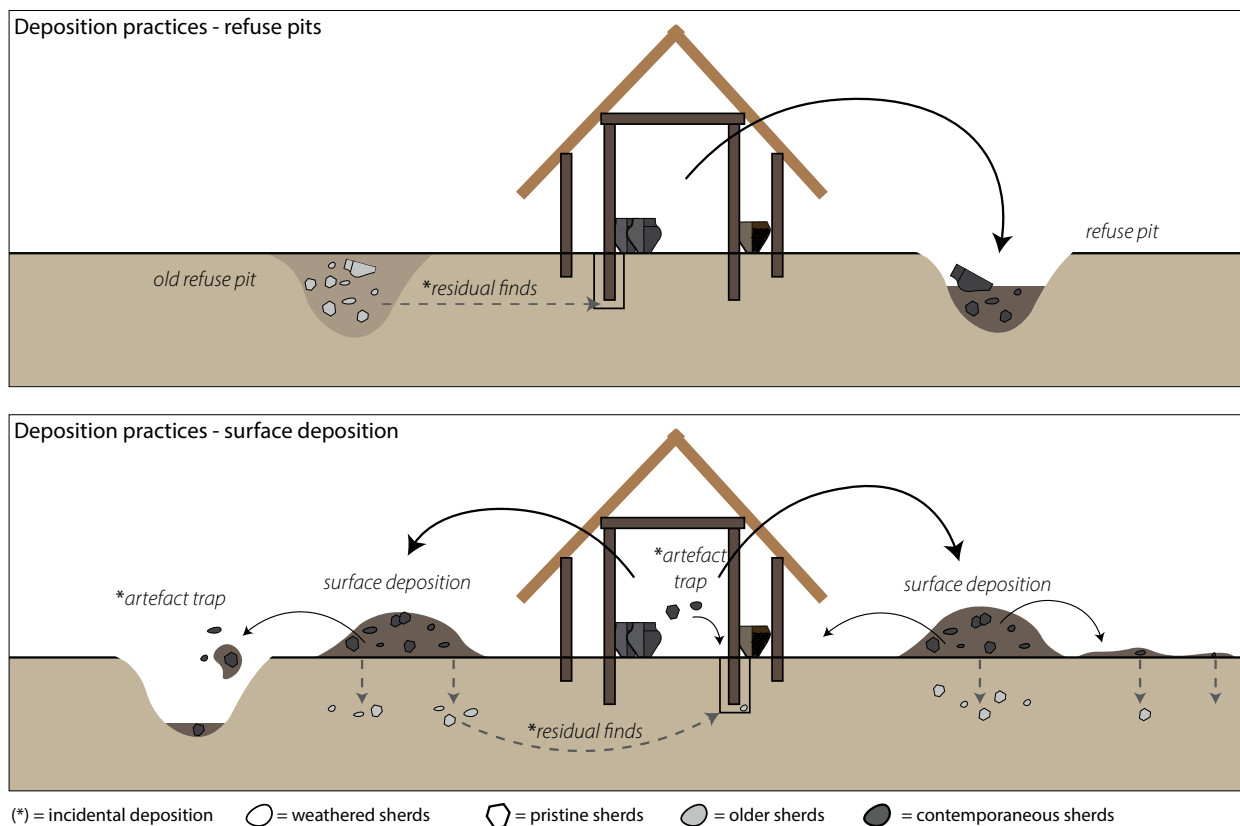 Deposition practices - refuse pits
refuse pit
old refuse pit
*residual finds
Deposition practices - surface deposition
*artefact
trap
surface deposition
surface deposition
*artefact trap
*residual finds
(*) = incidental deposition = weathered sherds = pristine sherds = older sherds = contemporaneous sherds